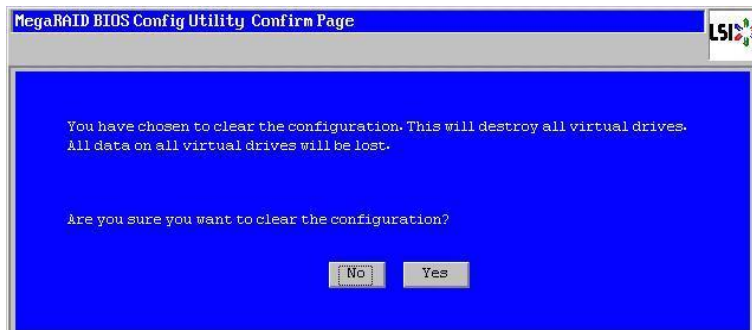 MegaRAID BIOS Config Utility Confirm Page
LSI
You have chosen to clear the configuration. This will destroy all virtual drives.
All data on all virtual drives will be lost.
Are you sure you want to clear the configuration?
No Yes